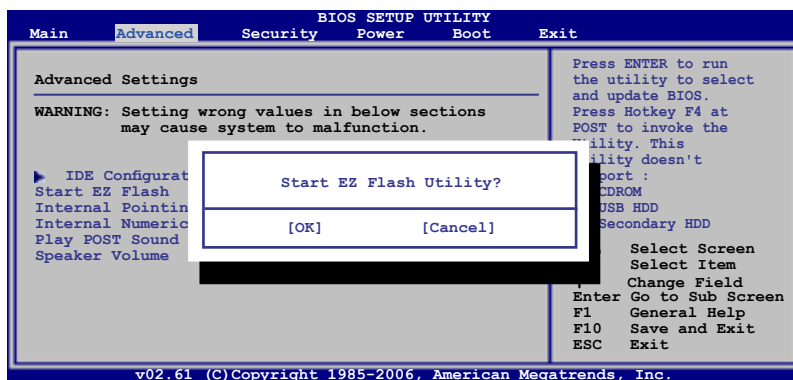 BIOS SETUP UTILITY
Main Advanced Security Power Boot Exit
Advanced Settings
WARNING: Setting wrong values in below sections
may cause system to malfunction.
IDE Configurat
Start EZ Flash
Internal Pointin
Internal Numeric
Play POST Sound
Speaker Volume
Start EZ Flash Utility?
[OK] [Cancel]
Press ENTER to run
the utility to select
and update BIOS.
Press Hotkey F4 at
POST to invoke the
Utility. This
ility doesn't
port :
CDROM
USB HDD
Secondary HDD
Select Screen
Select Item
Change Field
Enter Go to Sub Screen
F1 General Help
F10 Save and Exit
ESC Exit
v02.61 (C)Copyright 1985-2006, American Megatrends, Inc.